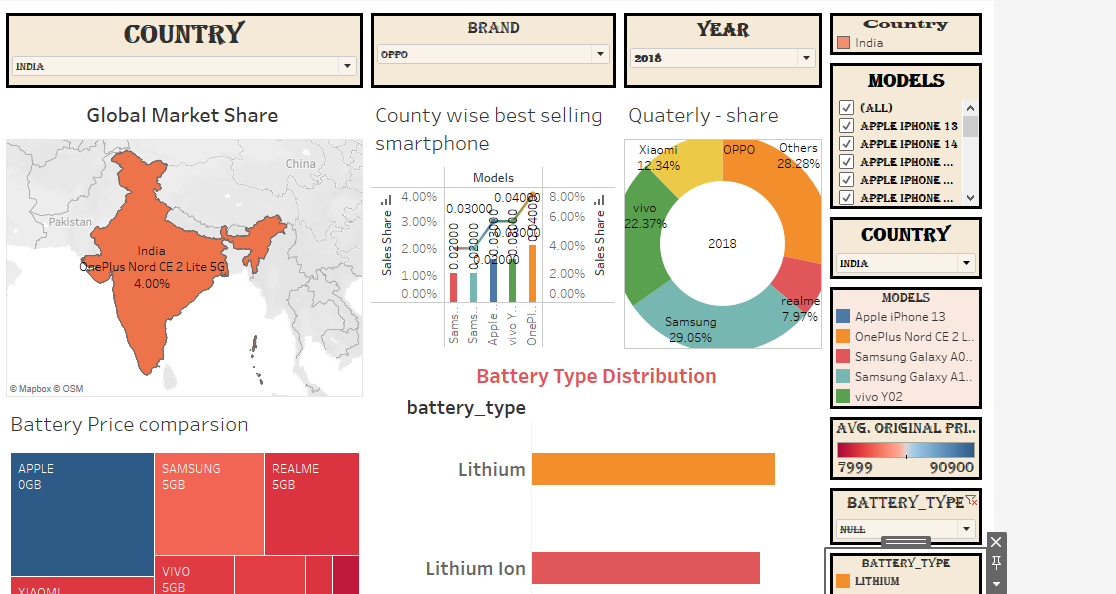 COUNTRY
INDIA
BRAND
OPPO
YEAR
2018
Country
India
MODELS
(ALL)
APPLE IPHONE 13
APPLE IPHONE 14
APPLE IPHONE ...
APPLE IPHONE ...
APPLE IPHONE ...
Global Market Share
China
Pakistan
India
OnePlus Nord CE 2 Lite 5G
4.00%
© Mapbox © OSM
County wise best selling
smartphone
Models
4.00%
3.00%
2.00%
1.00%
0.00%
Sales Share
0.02000
0.03000
0.02000
0.02000
0.04000
0.03000
0.04000
8.00%
6.00%
4.00%
2.00%
0.00%
Sales Share
Sams..
Sams..
Apple ..
vivo Y..
OnePl..
Quaterly - share
Xiaomi
12.34%
OPPO
Others
28.28%
vivo
22.37%
2018
realme
7.97%
Samsung
29.05%
COUNTRY
INDIA
MODELS
Apple iPhone 13
OnePlus Nord CE 2 L..
Samsung Galaxy A0..
Samsung Galaxy A1..
vivo Y02
Battery Price comparsion
APPLE
0GB
SAMSUNG
5GB
REALME
5GB
VIVO
5GB
XIAOMI
Battery Type Distribution
battery_type
Lithium
Lithium Ion
AVG. ORIGINAL PRI..
7999 90900
BATTERY_TYPE
NULL
BATTERY_TYPE
LITHIUM